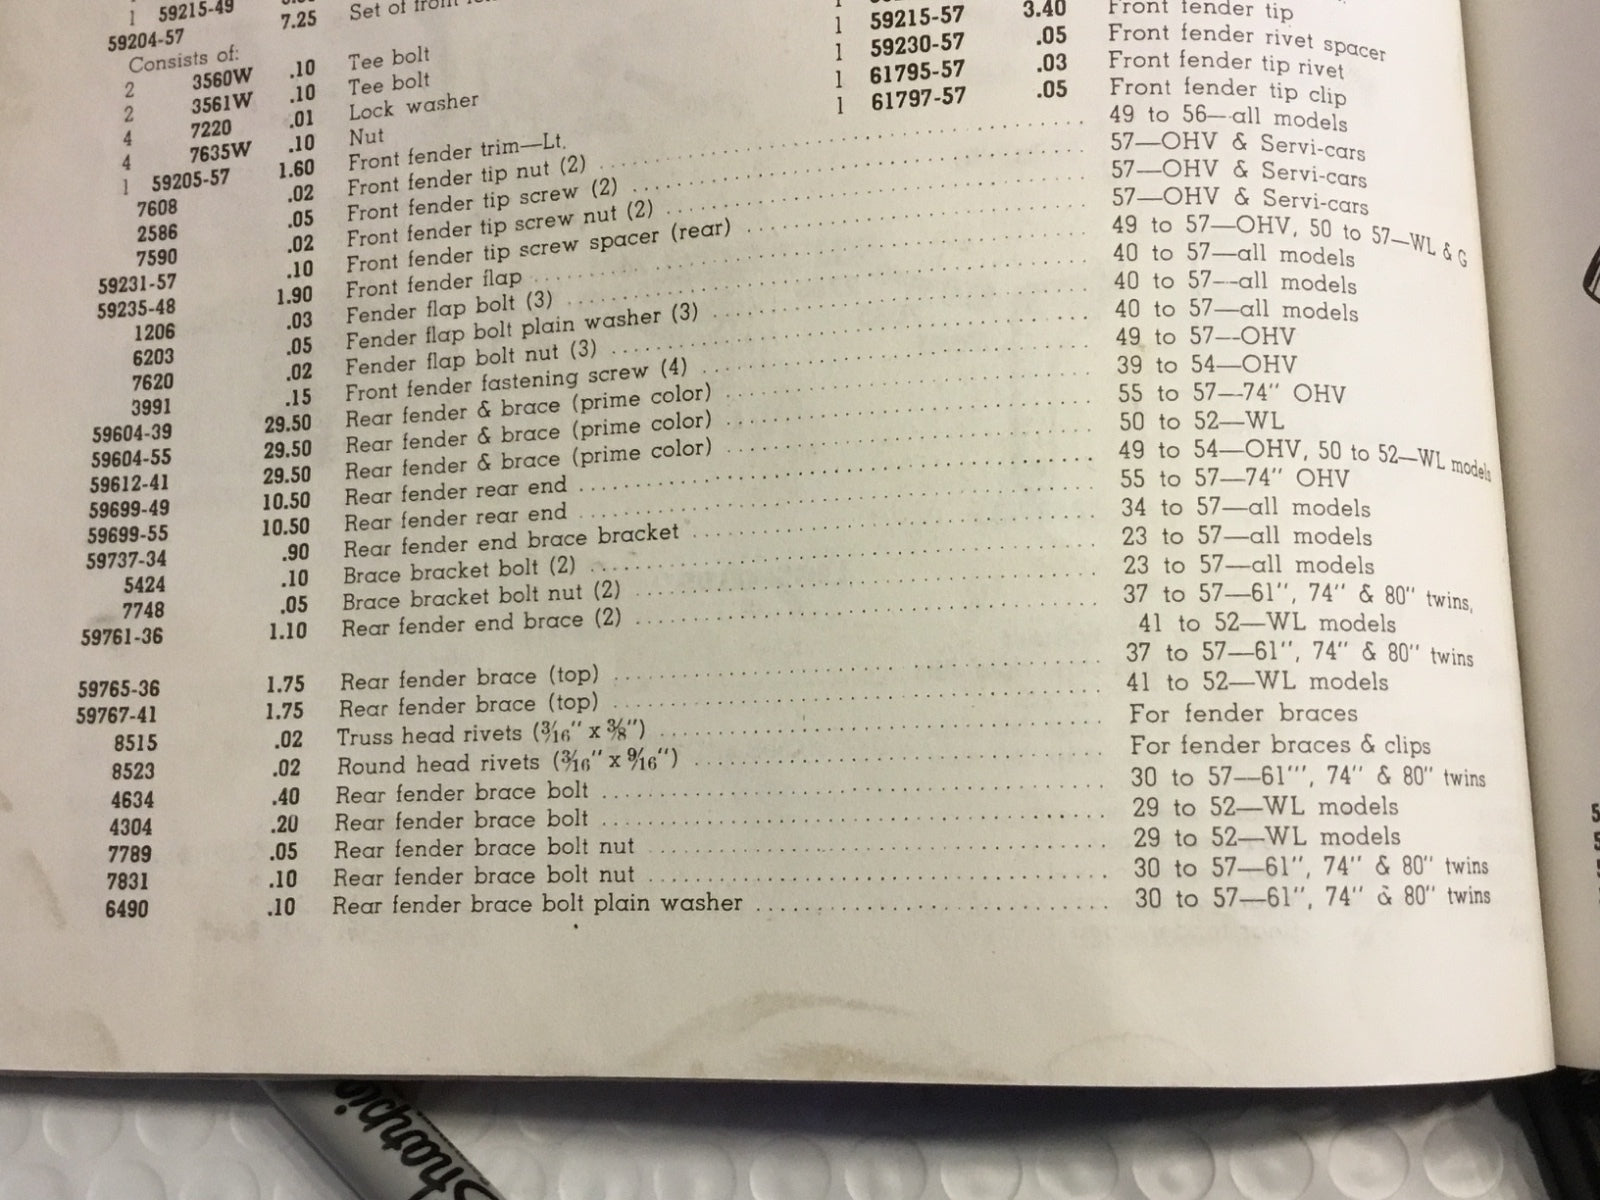 1 59215-49
59204-57 7.25 Set of front
Consists of:
2 3560W .10 Tee bolt
2 3561W .10 Tee bolt
4 7220 .01 Lock washer
4 7635W .10 Nut
1 59205-57 1.60 Front fender trim—Lt.
1 59215-57 3.40 Front fender tip
1 59230-57 .05 Front fender rivet spacer
1 61795-57 .03 Front fender tip rivet
1 61797-57 .05 Front fender tip clip
7608 .02 Front fender tip nut (2) 49 to 56—all models
2586 .05 Front fender tip screw (2) 57—OHV & Servi-cars
7590 .02 Front fender tip screw nut (2) 57—OHV & Servi-cars
59231-57 .10 Front fender tip screw spacer (rear) 57—OHV & Servi-cars
59235-48 1.90 Front fender flap 49 to 57—OHV, 50 to 57—WL & G
1206 .03 Fender flap bolt (3) 40 to 57—all models
6203 .05 Fender flap bolt plain washer (3) 40 to 57—all models
7620 .02 Fender flap bolt nut (3) 40 to 57—all models
3991 .15 Front fender fastening screw (4) 49 to 57—OHV
59604-39 29.50 Rear fender & brace (prime color) 39 to 54—OHV
59604-55 29.50 Rear fender & brace (prime color) 55 to 57—74" OHV
59612-41 29.50 Rear fender & brace (prime color) 50 to 52—WL
59699-49 10.50 Rear fender rear end 49 to 54—OHV, 50 to 52—WL models
59699-55 10.50 Rear fender rear end 55 to 57—74" OHV
59737-34 .90 Rear fender end brace bracket 34 to 57—all models
5424 .10 Brace bracket bolt (2) 23 to 57—all models
7748 .05 Brace bracket bolt nut (2) 23 to 57—all models
59761-36 1.10 Rear fender end brace (2) 37 to 57—61", 74" & 80" twins,
41 to 52—WL models
59765-36 1.75 Rear fender brace (top) 37 to 57—61", 74" & 80" twins
59767-41 1.75 Rear fender brace (top) 41 to 52—WL models
8515 .02 Truss head rivets (3/16" x 3/8") For fender braces
8523 .02 Round head rivets (3/16" x 9/16") For fender braces & clips
4634 .40 Rear fender brace bolt 30 to 57—61"', 74" & 80" twins
4304 .20 Rear fender brace bolt 29 to 52—WL models
7789 .05 Rear fender brace bolt nut 29 to 52—WL models
7831 .10 Rear fender brace bolt nut 30 to 57—61", 74" & 80" twins
6490 .10 Rear fender brace bolt plain washer 30 to 57—61", 74" & 80" twins
Sharpie